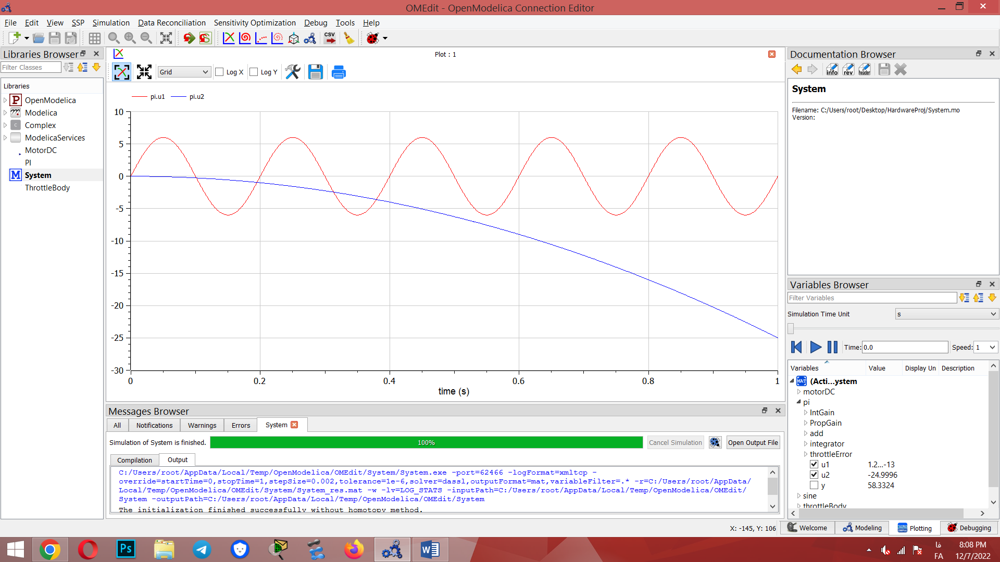 OMEdit - OpenModelica Connection Editor
File Edit View SSP Simulation Data Reconciliation Sensitivity Optimization Debug Tools Help
CSV
Libraries Browser
Filter Classes
Libraries
P OpenModelica
Modelica
C Complex
ModelicaServices
MotorDC
PI
M System
ThrottleBody
Plot : 1
Grid
Log X
Log Y
pi.u1 pi.u2
10
5
0
-5
-10
-15
-20
-25
-30
0 0.2 0.4 0.6 0.8 1
time (s)
Messages Browser
All Notifications Warnings Errors System
Simulation of System is finished. 100% Cancel Simulation Open Output File
Compilation Output
C:/Users/root/AppData/Local/Temp/OpenModelica/OMEdit/System/System.exe -port=62466 -logFormat=xmltcp -
override=startTime=0,stopTime=1,stepSize=0.002,tolerance=1e-6,solver=dassl,outputFormat=mat,variableFilter=.* -r=C:/Users/root/AppData/
Local/Temp/OpenModelica/OMEdit/System/System_res.mat -w -lv=LOG_STATS -inputPath=C:/Users/root/AppData/Local/Temp/OpenModelica/OMEdit/
System -outputPath=C:/Users/root/AppData/Local/Temp/OpenModelica/OMEdit/System
The initialization finished successfully without homotopy method.
Documentation Browser
info rev header
System
Filename: C:/Users/root/Desktop/HardwareProj/System.mo
Version:
Variables Browser
Filter Variables
Simulation Time Unit s
Time: 0.0 Speed: 1
Variables Value Display Un Description
MAT (Acti...ystem
motorDC
pi
IntGain
PropGain
add
integrator
throttleError
u1 1.2...-13
u2 -24.9996
y 58.3324
sine
throttleBody
X: -145, Y: 106 Welcome Modeling Plotting Debugging
Ps
فا
FA
8:08 PM
12/7/2022